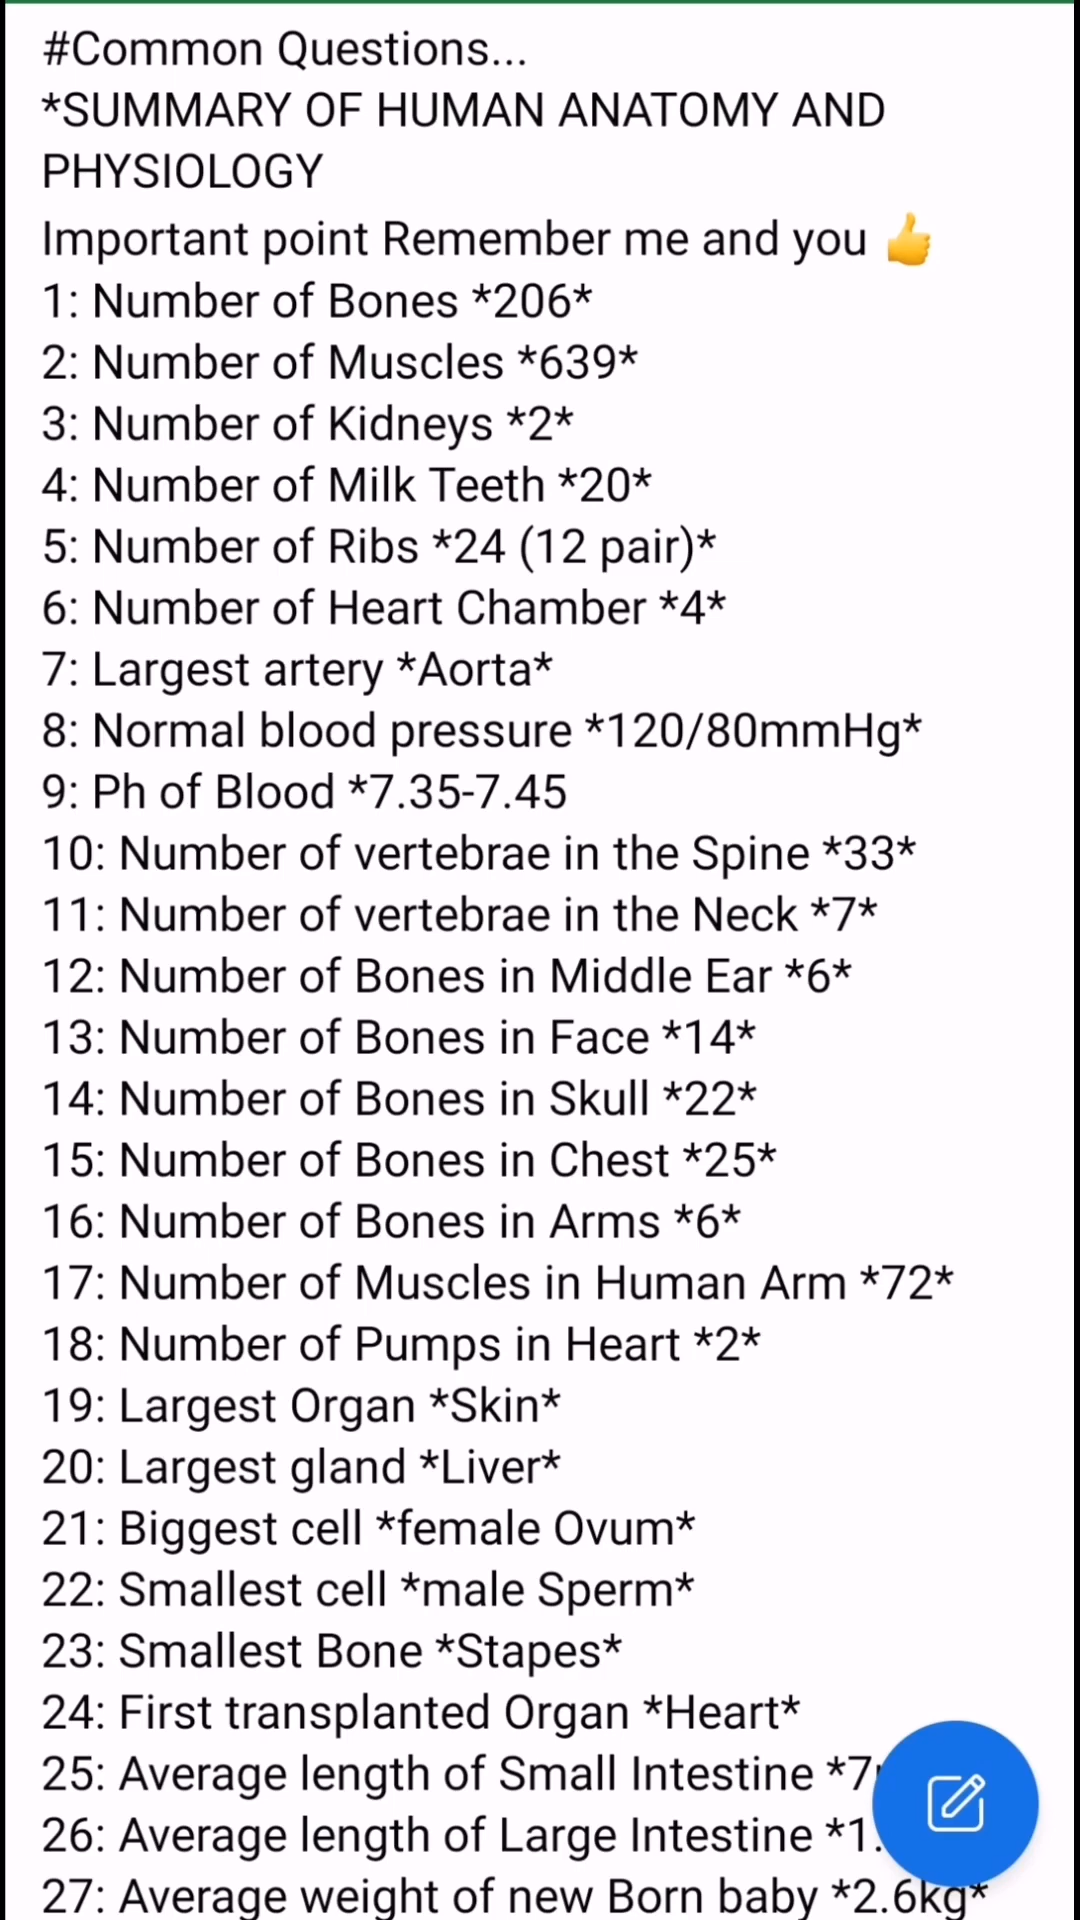 #Common Questions...
*SUMMARY OF HUMAN ANATOMY AND
PHYSIOLOGY
Important point Remember me and you 👍
1: Number of Bones *206*
2: Number of Muscles *639*
3: Number of Kidneys *2*
4: Number of Milk Teeth *20*
5: Number of Ribs *24 (12 pair)*
6: Number of Heart Chamber *4*
7: Largest artery *Aorta*
8: Normal blood pressure *120/80mmHg*
9: Ph of Blood *7.35-7.45
10: Number of vertebrae in the Spine *33*
11: Number of vertebrae in the Neck *7*
12: Number of Bones in Middle Ear *6*
13: Number of Bones in Face *14*
14: Number of Bones in Skull *22*
15: Number of Bones in Chest *25*
16: Number of Bones in Arms *6*
17: Number of Muscles in Human Arm *72*
18: Number of Pumps in Heart *2*
19: Largest Organ *Skin*
20: Largest gland *Liver*
21: Biggest cell *female Ovum*
22: Smallest cell *male Sperm*
23: Smallest Bone *Stapes*
24: First transplanted Organ *Heart*
25: Average length of Small Intestine *7
26: Average length of Large Intestine *1.
27: Average weight of new Born baby *2.6kg*